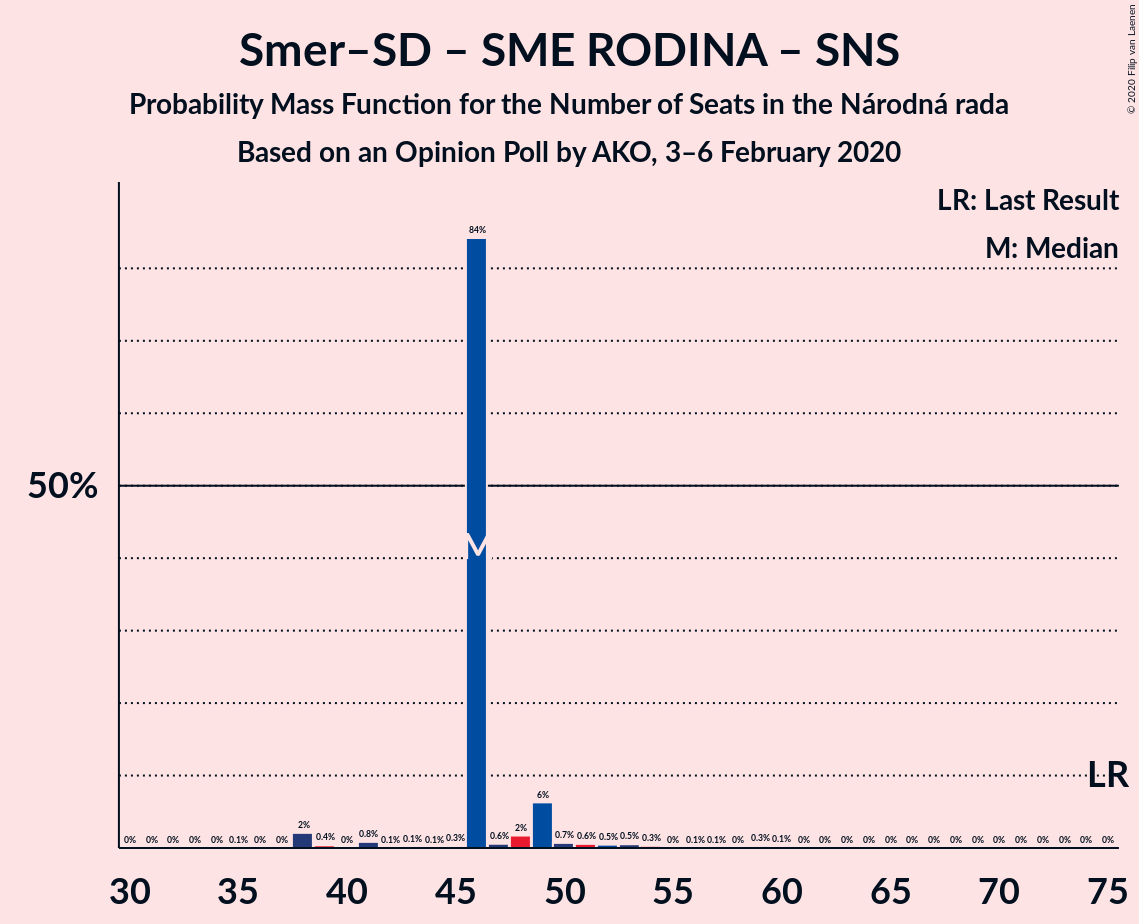 Smer–SD – SME RODINA – SNS
Probability Mass Function for the Number of Seats in the Národná rada
Based on an Opinion Poll by AKO, 3–6 February 2020
© 2020 Filip van Laenen
LR: Last Result
M: Median
84%
50%
M
LR
6%
2% 2%
0% 0% 0% 0% 0% 0.1% 0% 0% 0.4% 0% 0.8% 0.1% 0.1% 0.1% 0.3% 0.6% 0.7% 0.6% 0.5% 0.5% 0.3% 0% 0.1% 0.1% 0% 0.3% 0.1% 0% 0% 0% 0% 0% 0% 0% 0% 0% 0% 0% 0% 0% 0% 0%
30 35 40 45 50 55 60 65 70 75